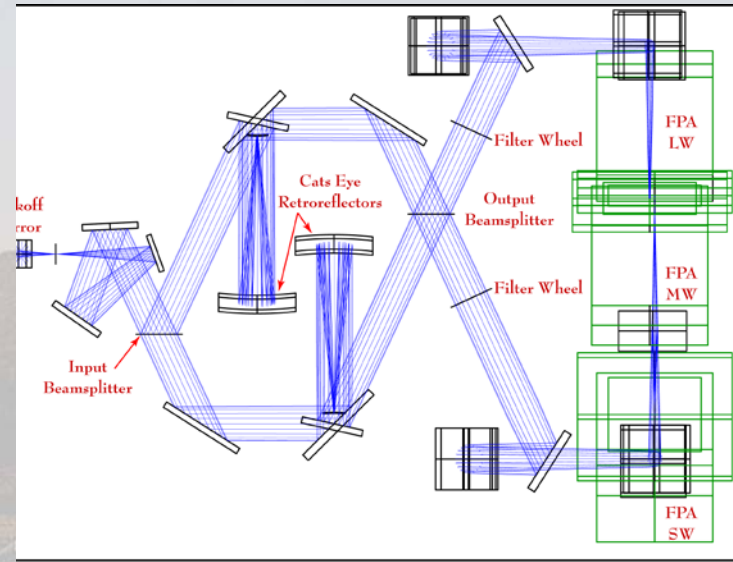 koff
rror
Input
Beamsplitter
Cats Eye
Retroreflectors
Filter Wheel
Output
Beamsplitter
Filter Wheel
FPA
LW
FPA
MW
FPA
SW